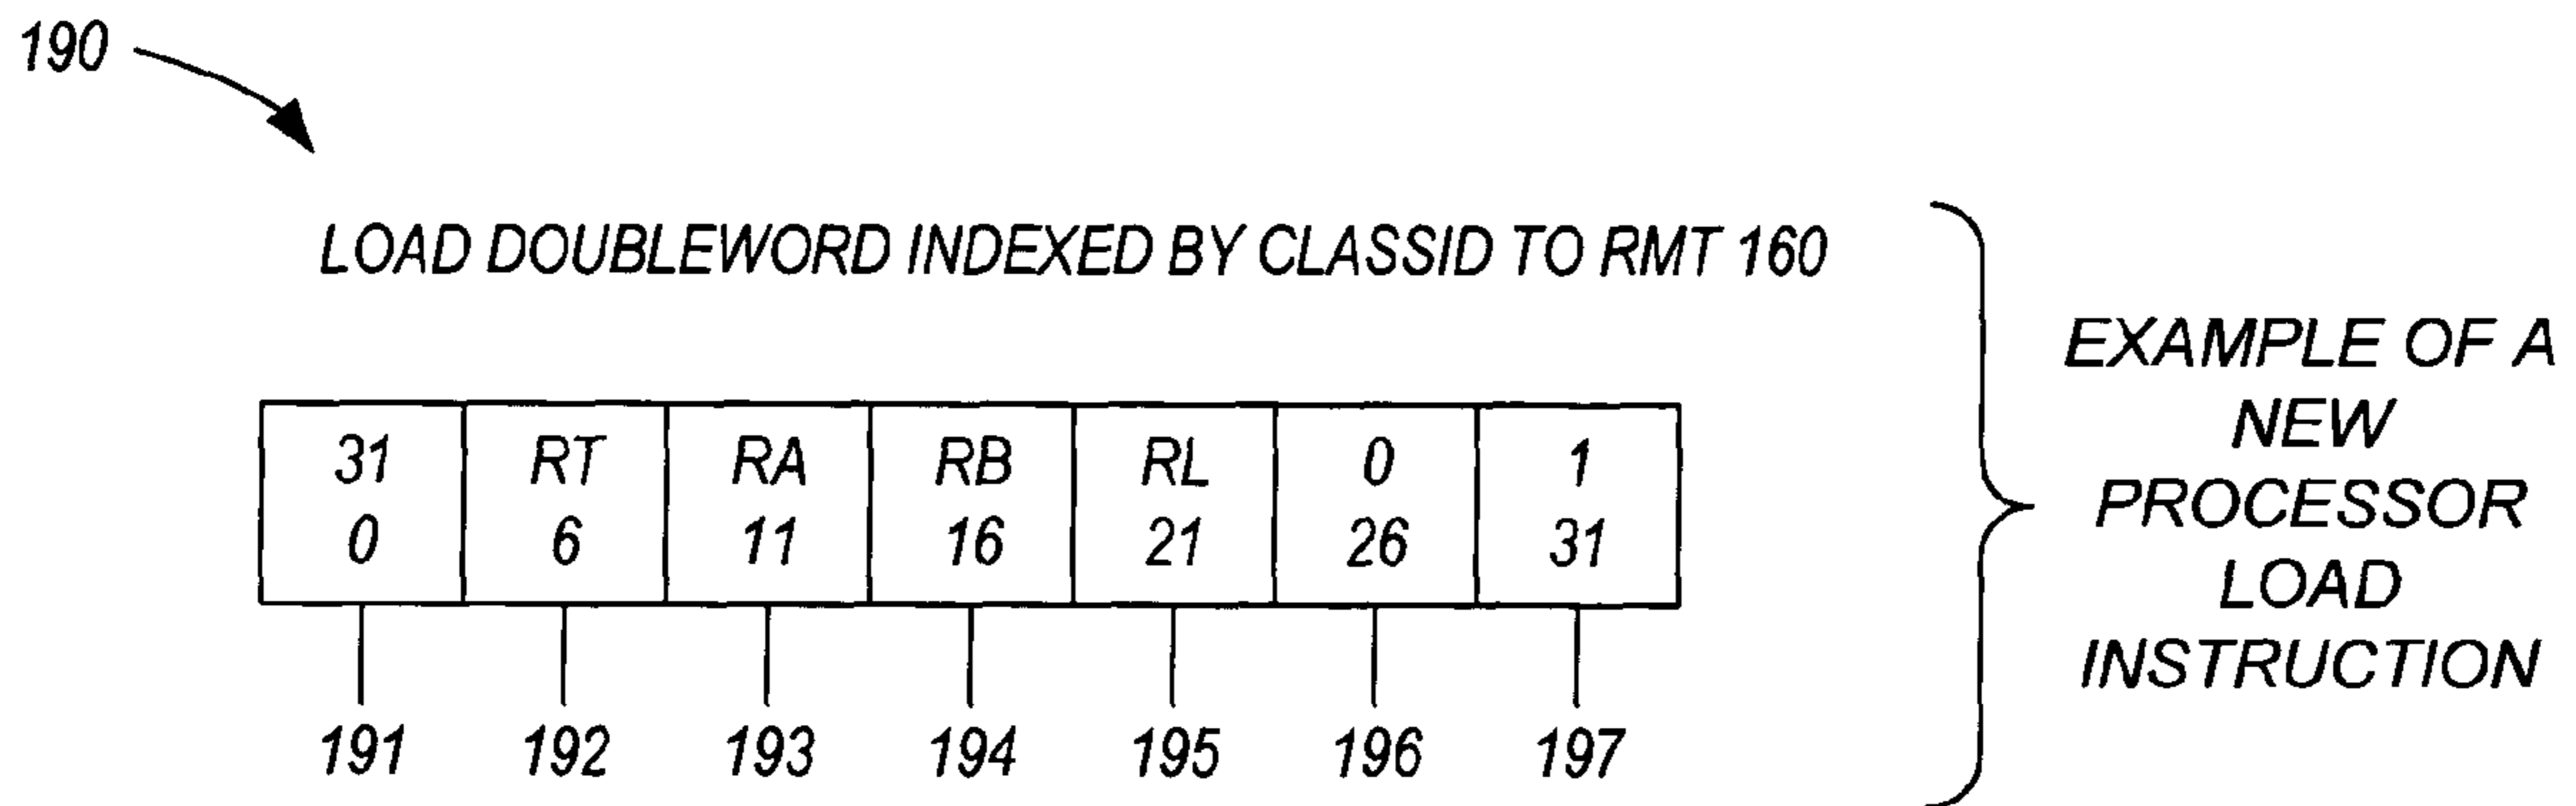 190
LOAD DOUBLEWORD INDEXED BY CLASSID TO RMT 160
31 RT RA RB RL 0 1
0 6 11 16 21 26 31
191 192 193 194 195 196 197
EXAMPLE OF A
NEW
PROCESSOR
LOAD
INSTRUCTION